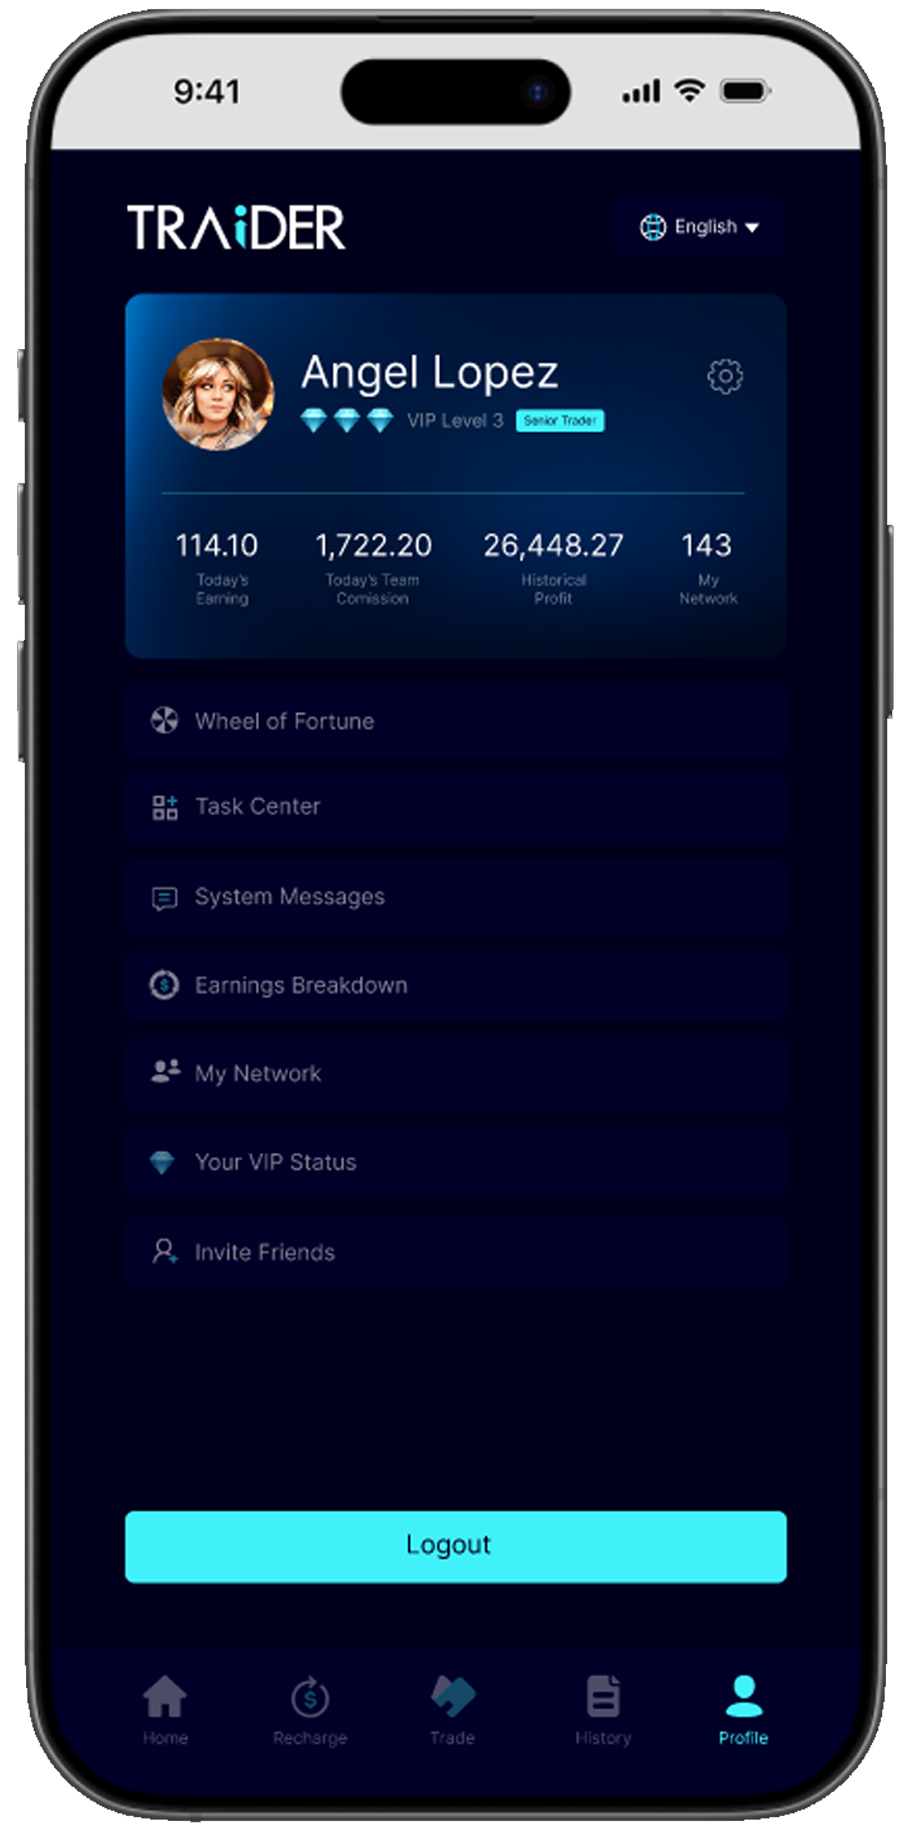 9:41
TRAiDER
English
Angel Lopez
VIP Level 3 Senior Trader
114.10 1,722.20 26,448.27 143
Today's Today's Team Historical My
Earning Comission Profit Network
Wheel of Fortune
Task Center
System Messages
Earnings Breakdown
My Network
Your VIP Status
Invite Friends
Logout
Home Recharge Trade History Profile